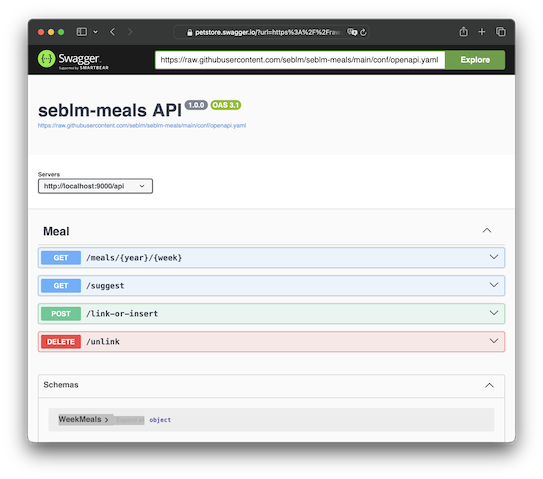 petstore.swagger.io/?url=https%3A%2F%2Fra
Swagger.
Supported by SMARTBEAR
https://raw.githubusercontent.com/seblm/seblm-meals/main/conf/openapi.yaml
Explore
seblm-meals API 1.0.0 OAS 3.1
https://raw.githubusercontent.com/seblm/seblm-meals/main/conf/openapi.yaml
Servers
http://localhost:9000/api
Meal
GET /meals/{year}/{week}
GET /suggest
POST /link-or-insert
DELETE /unlink
Schemas
WeekMeals object